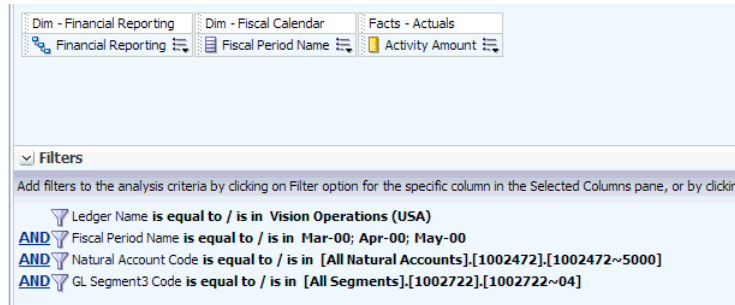 Dim - Financial Reporting Dim - Fiscal Calendar Facts - Actuals
Financial Reporting Fiscal Period Name Activity Amount
Filters
Add filters to the analysis criteria by clicking on Filter option for the specific column in the Selected Columns pane, or by clickin
Ledger Name is equal to / is in Vision Operations (USA)
AND Fiscal Period Name is equal to / is in Mar-00; Apr-00; May-00
AND Natural Account Code is equal to / is in [All Natural Accounts].[1002472].[1002472~5000]
AND GL Segment3 Code is equal to / is in [All Segments].[1002722].[1002722~04]